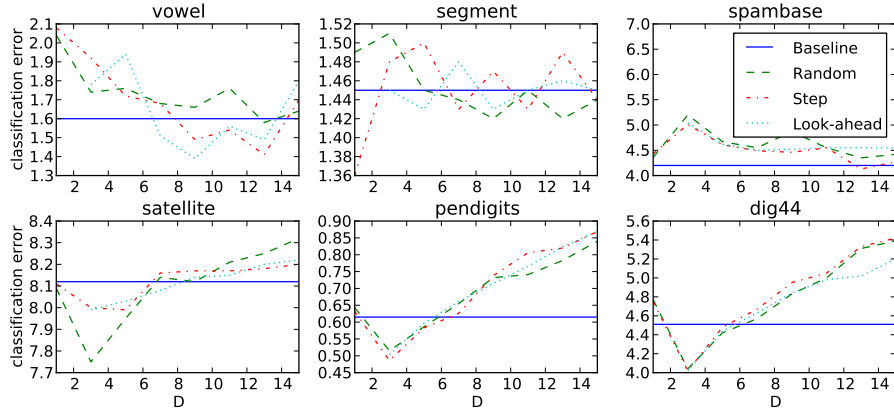 vowel
segment
spambase
classification error
2.1
2.0
1.9
1.8
1.7
1.6
1.5
1.4
1.3
2 4 6 8 10 12 14
1.52
1.50
1.48
1.46
1.44
1.42
1.40
1.38
1.36
2 4 6 8 10 12 14
7.0
6.5
6.0
5.5
5.0
4.5
4.0
2 4 6 8 10 12 14
Baseline
Random
Step
Look-ahead
satellite
pendigits
dig44
classification error
8.4
8.3
8.2
8.1
8.0
7.9
7.8
7.7
2 4 6 8 10 12 14
D
0.90
0.85
0.80
0.75
0.70
0.65
0.60
0.55
0.50
0.45
2 4 6 8 10 12 14
D
5.6
5.4
5.2
5.0
4.8
4.6
4.4
4.2
4.0
2 4 6 8 10 12 14
D